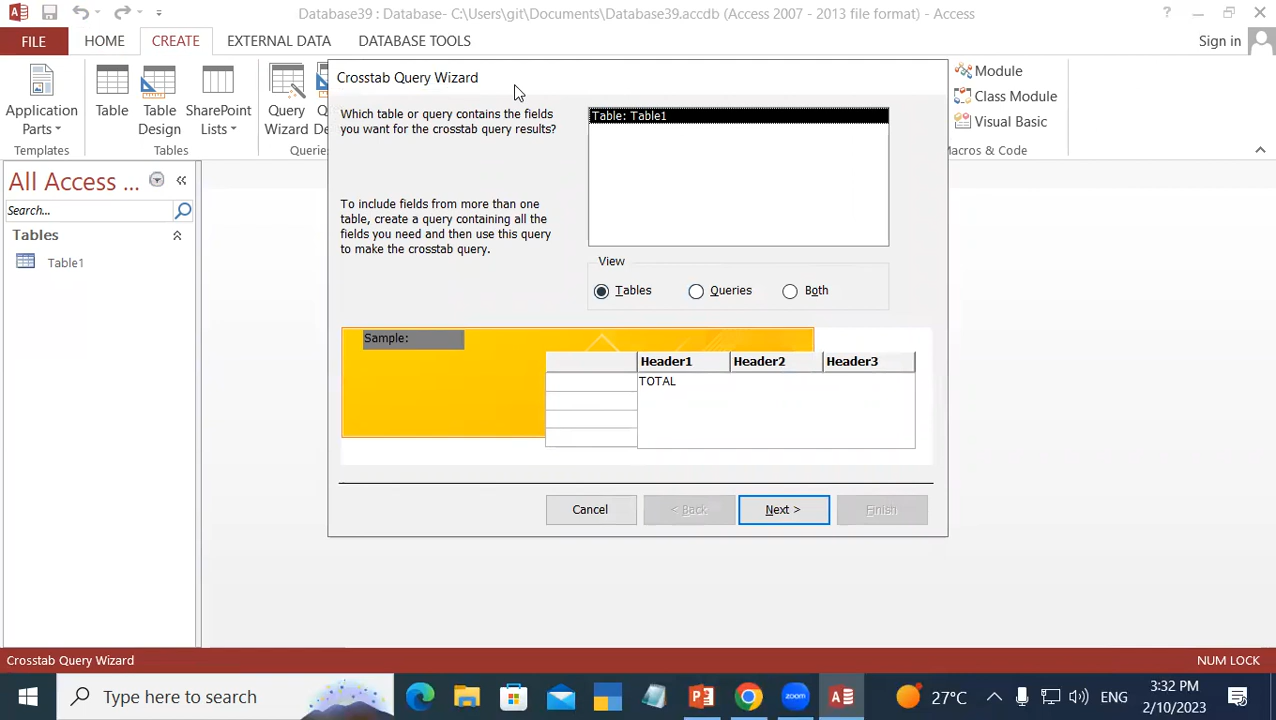 Database39 : Database- C:\Users\git\Documents\Database39.accdb (Access 2007 - 2013 file format) - Access
?
FILE HOME CREATE EXTERNAL DATA DATABASE TOOLS Sign in
Application Parts
Templates
Table
Table Design
SharePoint Lists
Tables
Query Wizard
Queries
Module
Class Module
Visual Basic
Macros & Code
All Access ...
Search...
Tables
Table1
Crosstab Query Wizard
Which table or query contains the fields
you want for the crosstab query results?
To include fields from more than one
table, create a query containing all the
fields you need and then use this query
to make the crosstab query.
Table: Table1
View
Tables Queries Both
Sample:
Header1 Header2 Header3
TOTAL
Cancel < Back Next > Finish
Crosstab Query Wizard NUM LOCK
Type here to search
zoom
27°C
ENG
3:32 PM
2/10/2023